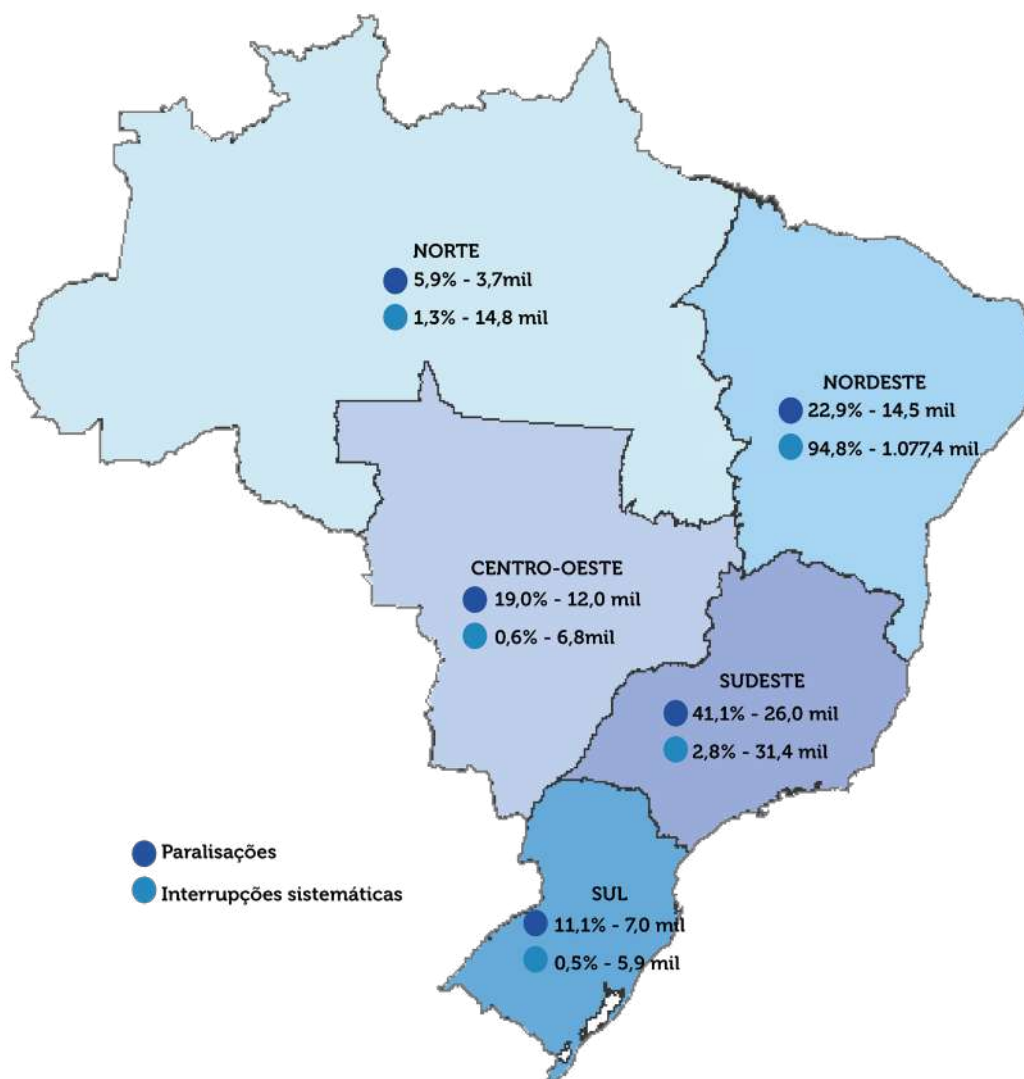 NORTE
5,9% - 3,7mil
1,3% - 14,8 mil
NORDESTE
22,9% - 14,5 mil
94,8% - 1.077,4 mil
CENTRO-OESTE
19,0% - 12,0 mil
0,6% - 6,8mil
SUDESTE
41,1% - 26,0 mil
2,8% - 31,4 mil
Paralisações
Interrupções sistemáticas
SUL
11,1% - 7,0 mil
0,5% - 5,9 mil